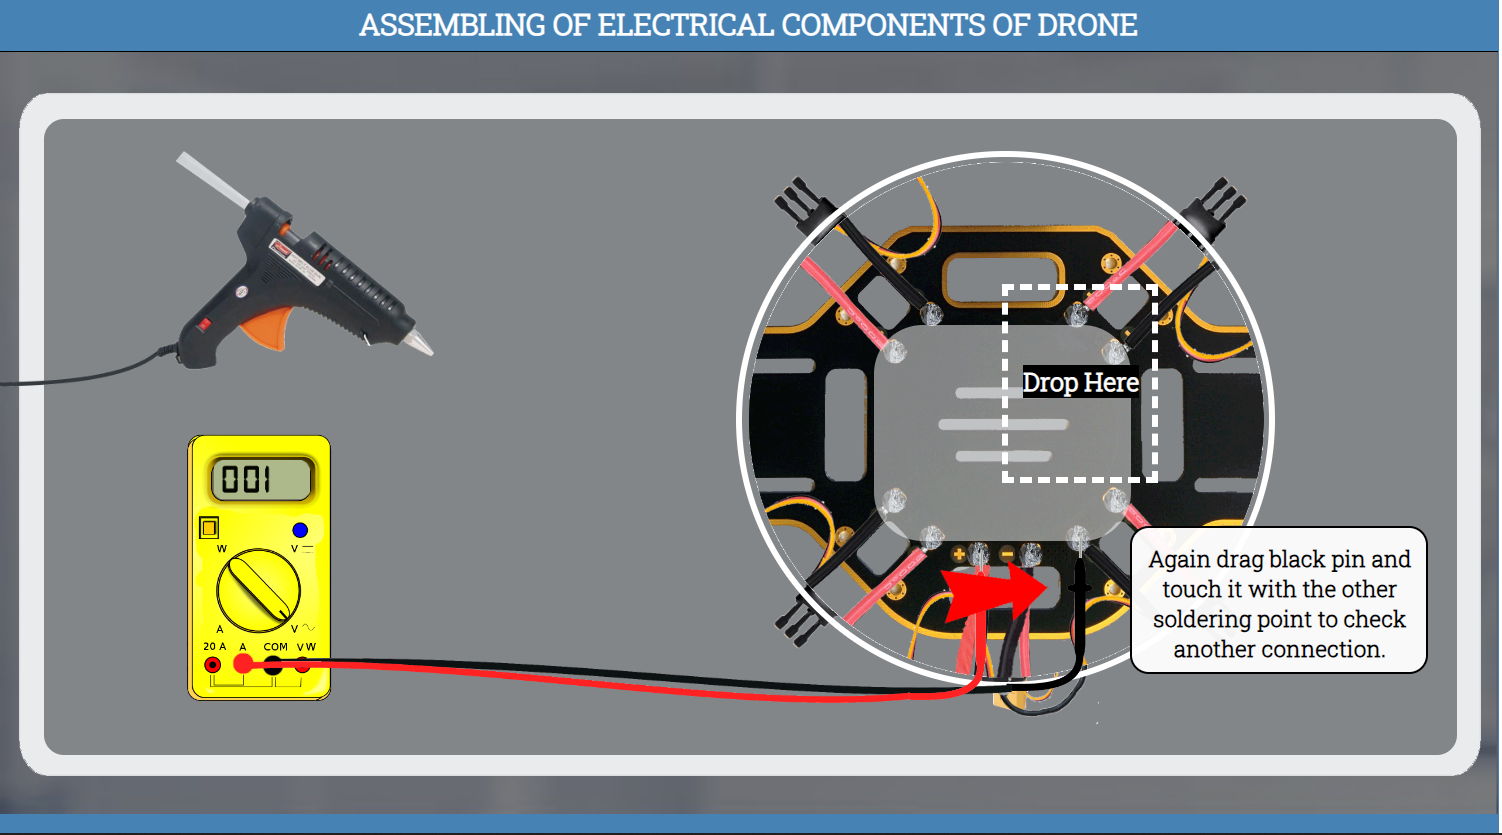 ASSEMBLING OF ELECTRICAL COMPONENTS OF DRONE
Drop Here
001
W
V
A
V
20 A A COM V W
+ -
Again drag black pin and
touch it with the other
soldering point to check
another connection.